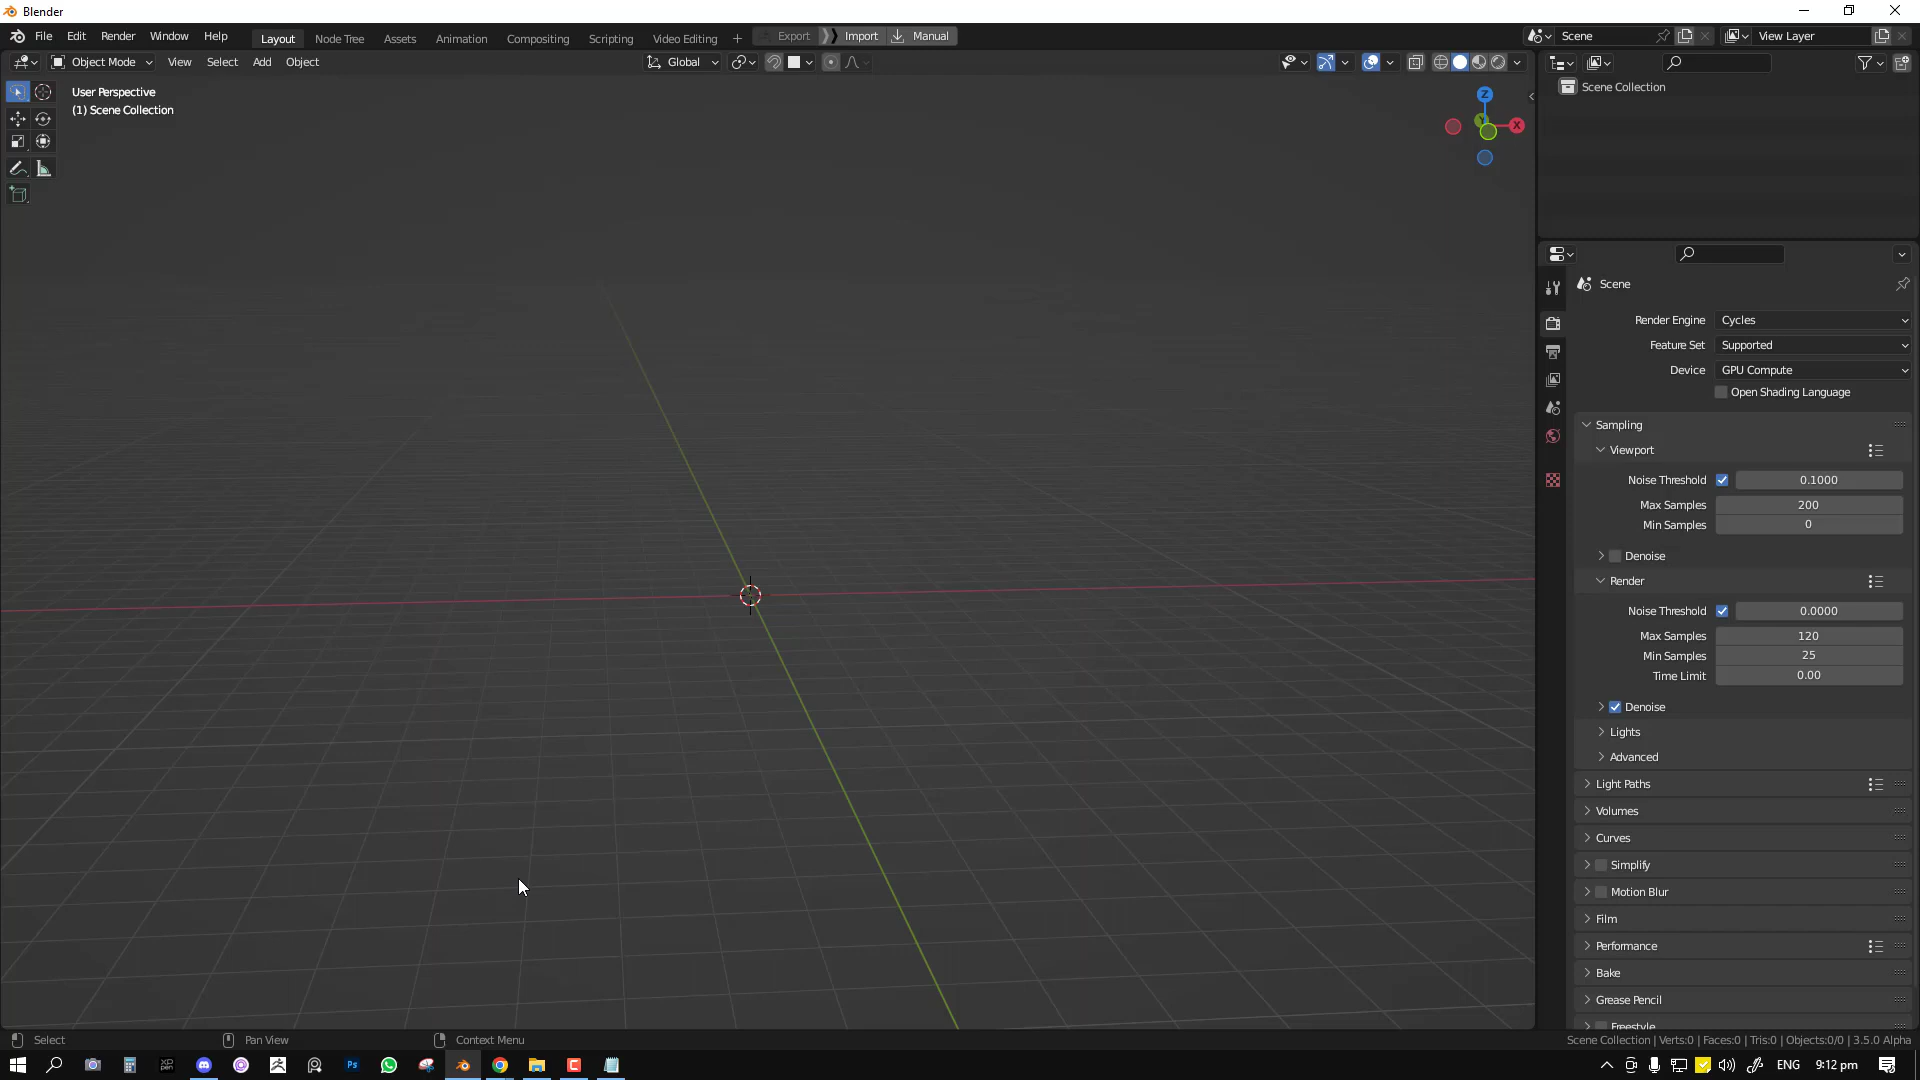 Blender
File Edit Render Window Help Layout Node Tree Assets Animation Compositing Scripting Video Editing + Export Import Manual Scene View Layer
Object Mode View Select Add Object Global
User Perspective
(1) Scene Collection
Z
Y
X
Scene Collection
Scene
Render Engine Cycles
Feature Set Supported
Device GPU Compute
Open Shading Language
Sampling
Viewport
Noise Threshold 0.1000
Max Samples 200
Min Samples 0
Denoise
Render
Noise Threshold 0.0000
Max Samples 120
Min Samples 25
Time Limit 0.00
Denoise
Lights
Advanced
Light Paths
Volumes
Curves
Simplify
Motion Blur
Film
Performance
Bake
Grease Pencil
Freestyle
Select Pan View Context Menu Scene Collection | Verts:0 | Faces:0 | Tris:0 | Objects:0/0 | 3.5.0 Alpha
XP PEN Ps ENG 9:12 pm